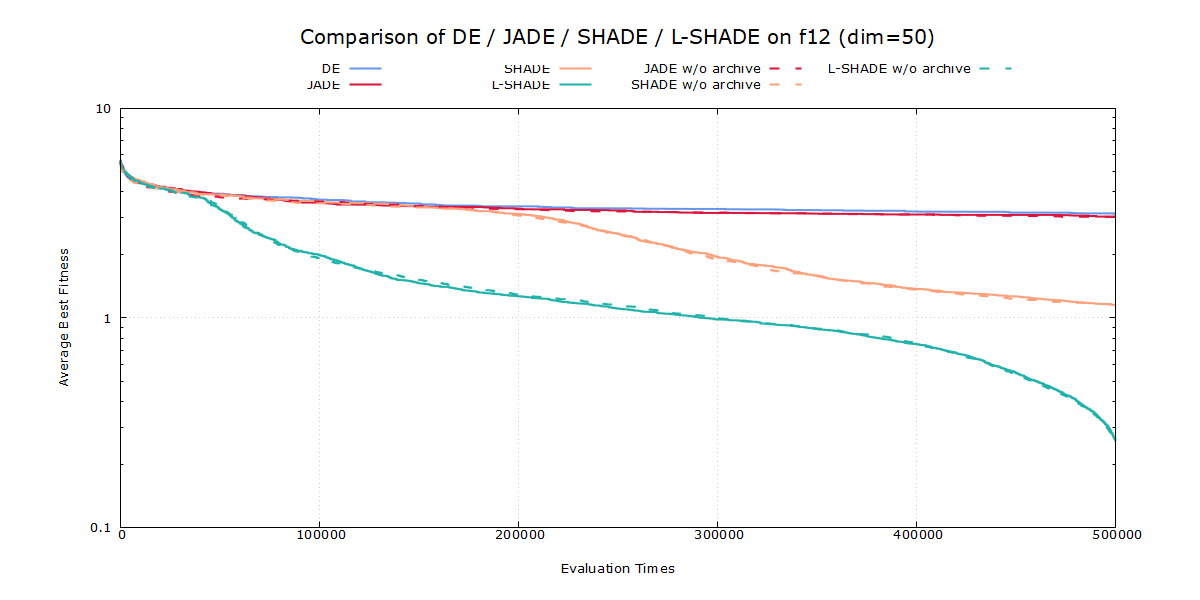 Comparison of DE / JADE / SHADE / L-SHADE on f12 (dim=50)
DE SHADE JADE w/o archive L-SHADE w/o archive
JADE L-SHADE SHADE w/o archive
10
1
0.1
Average Best Fitness
0 100000 200000 300000 400000 500000
Evaluation Times